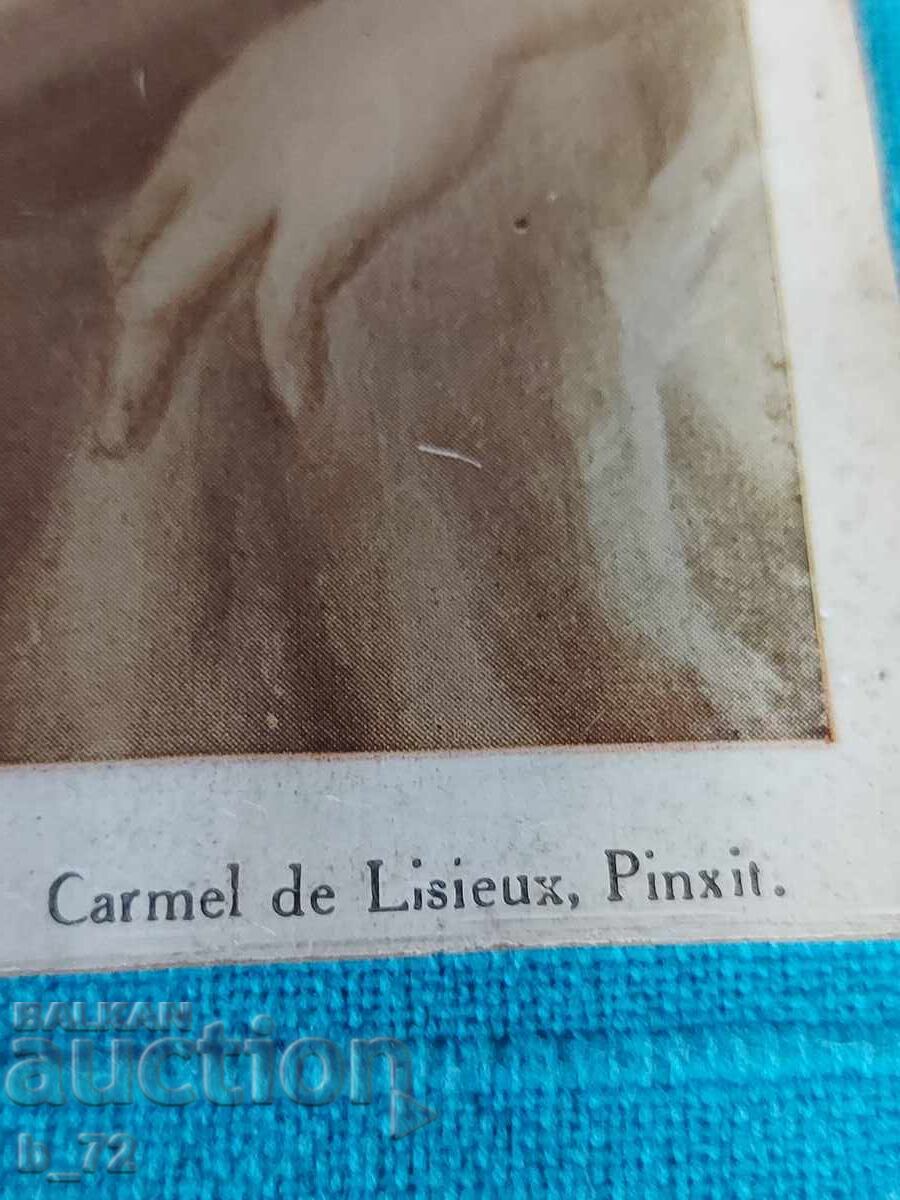 Carmel de Lisieux, Pinxit.
BALKAN
auction
b_72